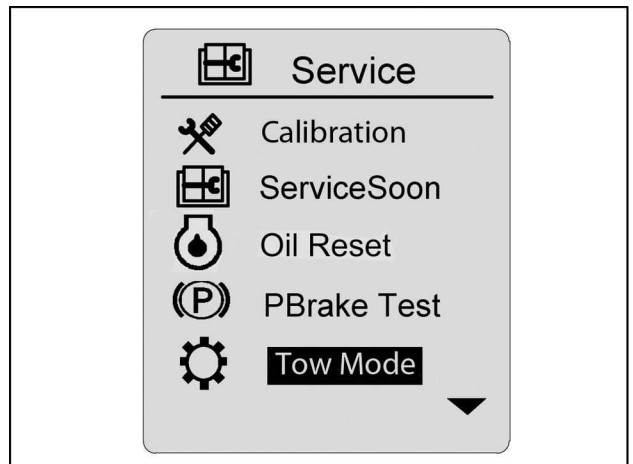 Service
Calibration
ServiceSoon
Oil Reset
(P) PBrake Test
Tow Mode